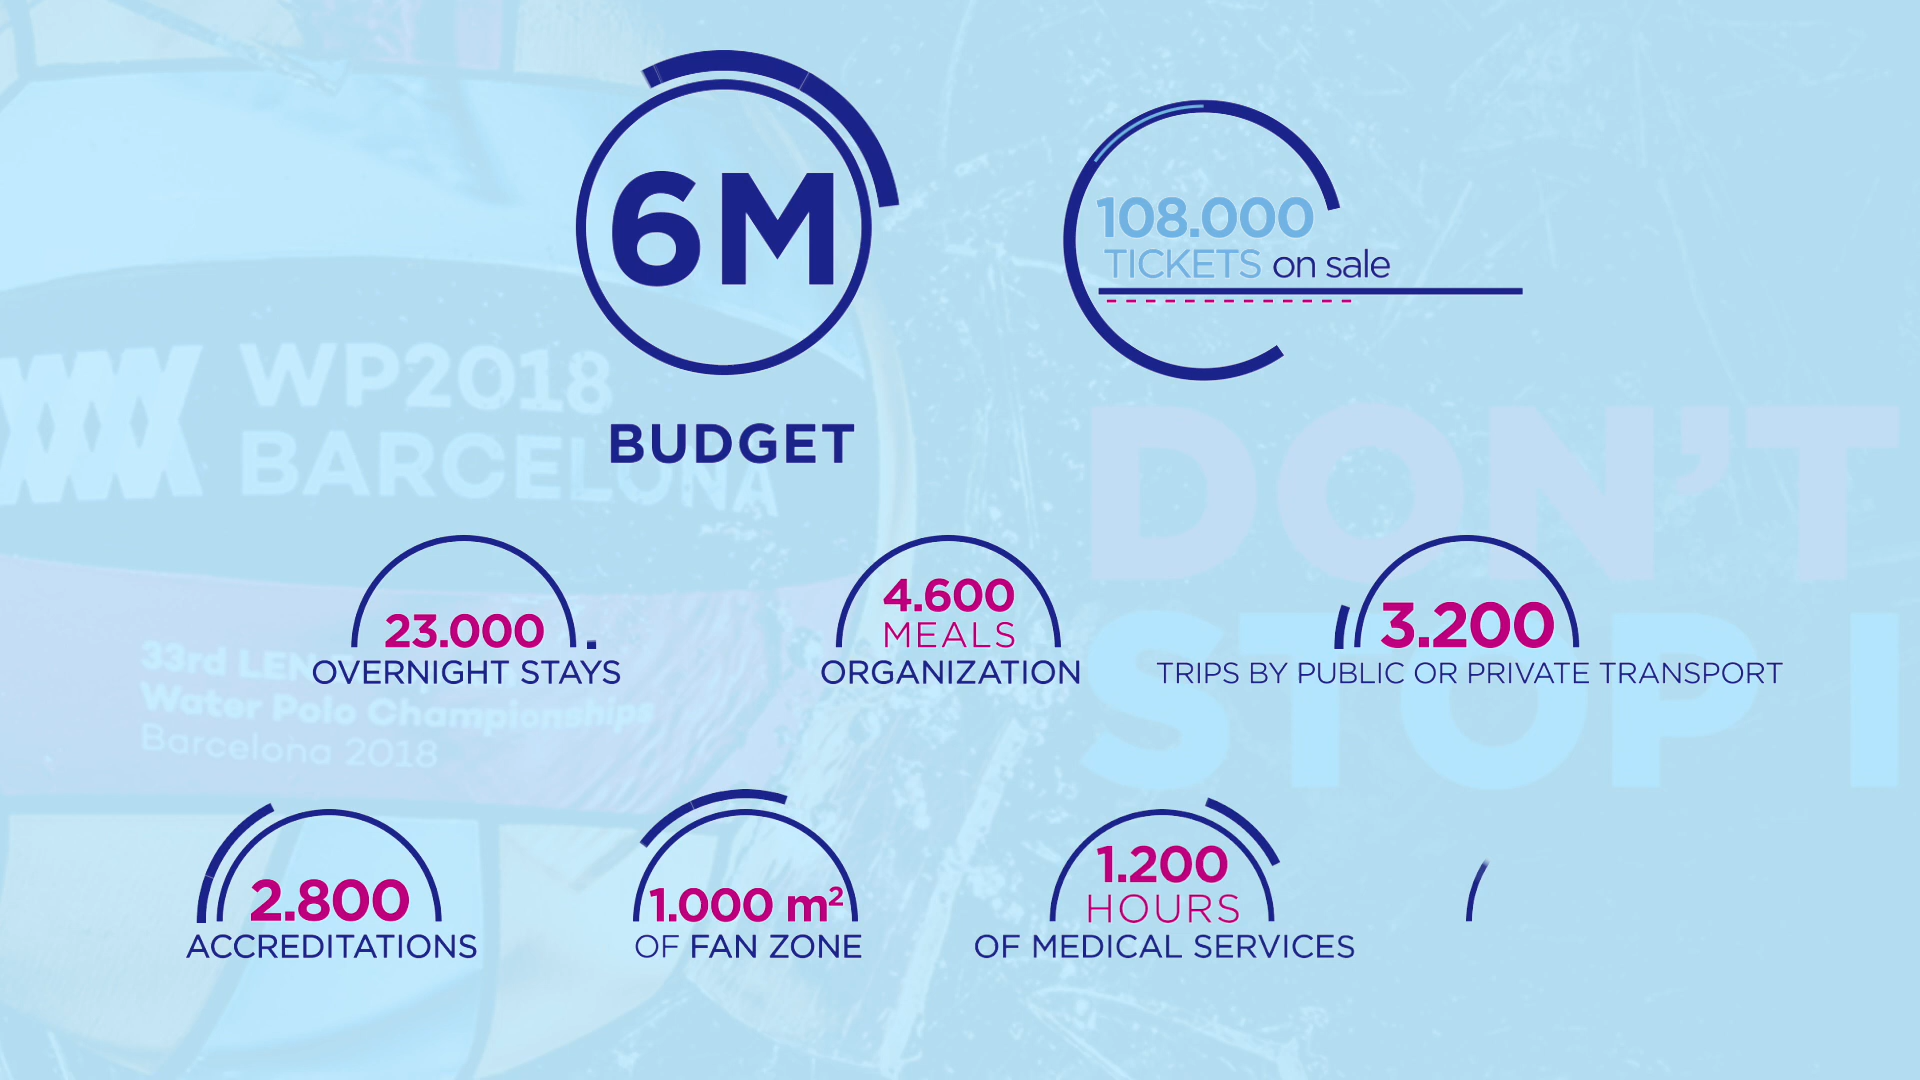 6M
BUDGET
108.000
TICKETS on sale
23.000
OVERNIGHT STAYS
4.600
MEALS
ORGANIZATION
3.200
TRIPS BY PUBLIC OR PRIVATE TRANSPORT
2.800
ACCREDITATIONS
1.000 m²
OF FAN ZONE
1.200
HOURS
OF MEDICAL SERVICES
WP2018
BARCELONA
33rd LEN
Water Polo Championships
Barcelona 2018
DON'T
STOP